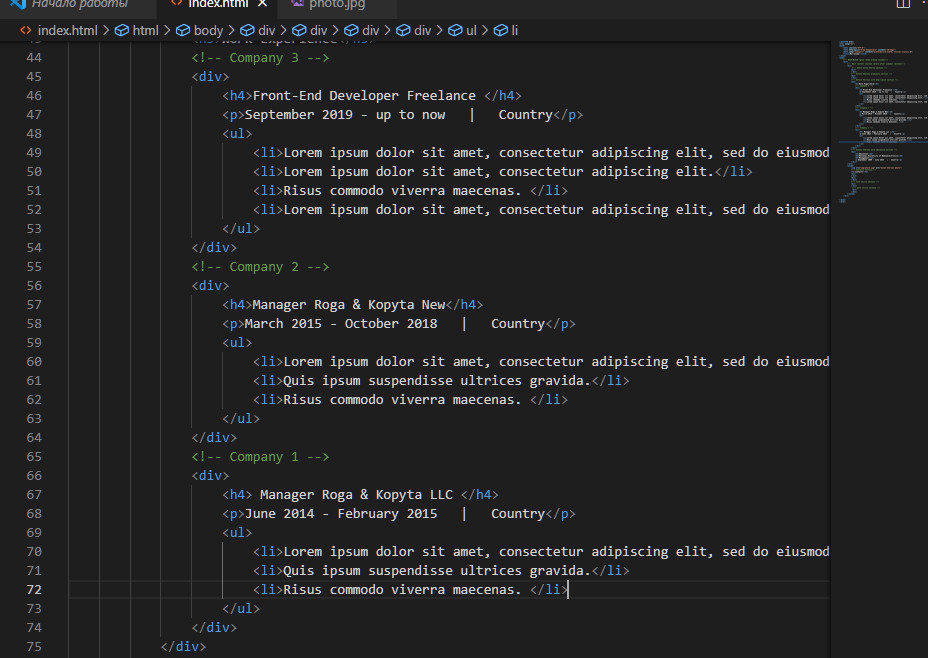 Начало работы index.html photo.jpg
index.html > html > body > div > div > div > div > ul > li
Work Experience
44 <!-- Company 3 -->
45 <div>
46 <h4>Front-End Developer Freelance </h4>
47 <p>September 2019 - up to now   |   Country</p>
48 <ul>
49 <li>Lorem ipsum dolor sit amet, consectetur adipiscing elit, sed do eiusmod
50 <li>Lorem ipsum dolor sit amet, consectetur adipiscing elit.</li>
51 <li>Risus commodo viverra maecenas. </li>
52 <li>Lorem ipsum dolor sit amet, consectetur adipiscing elit, sed do eiusmod
53 </ul>
54 </div>
55 <!-- Company 2 -->
56 <div>
57 <h4>Manager Roga & Kopyta New</h4>
58 <p>March 2015 - October 2018   |   Country</p>
59 <ul>
60 <li>Lorem ipsum dolor sit amet, consectetur adipiscing elit, sed do eiusmod
61 <li>Quis ipsum suspendisse ultrices gravida.</li>
62 <li>Risus commodo viverra maecenas. </li>
63 </ul>
64 </div>
65 <!-- Company 1 -->
66 <div>
67 <h4> Manager Roga & Kopyta LLC </h4>
68 <p>June 2014 - February 2015   |   Country</p>
69 <ul>
70 <li>Lorem ipsum dolor sit amet, consectetur adipiscing elit, sed do eiusmod
71 <li>Quis ipsum suspendisse ultrices gravida.</li>
72 <li>Risus commodo viverra maecenas. </li>
73 </ul>
74 </div>
75 </div>